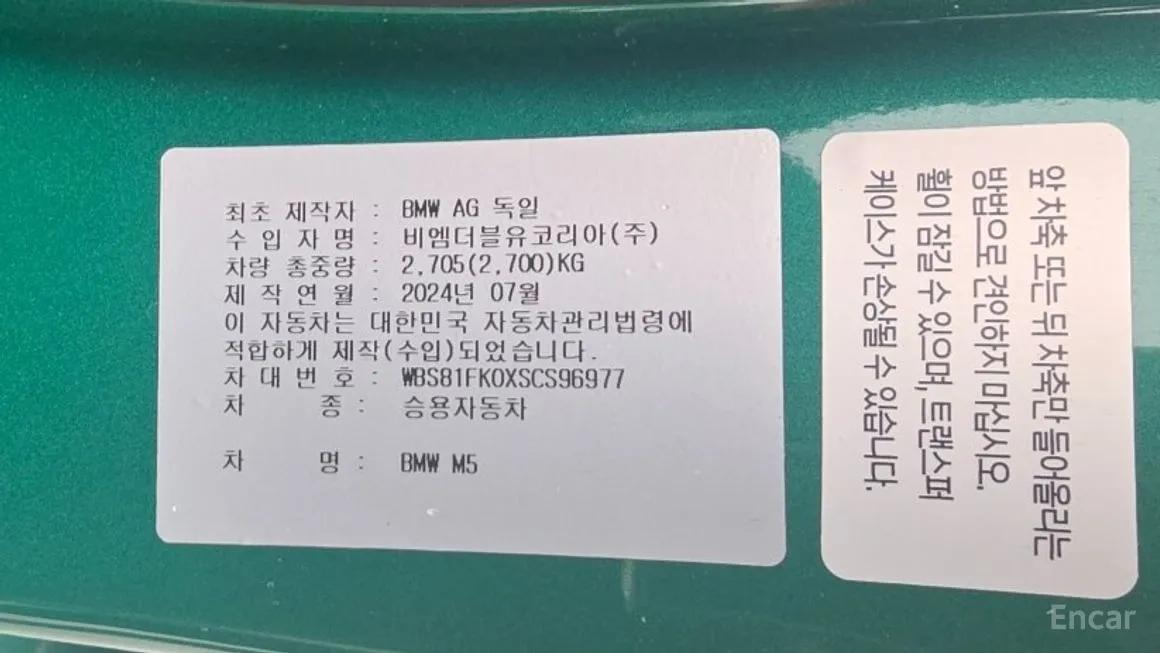 최초 제작자 : BMW AG 독일
수 입 자 명 : 비엠더블유코리아(주)
차량 총중량 : 2,705(2,700)KG
제 작 연 월 : 2024년 07월
이 자동차는 대한민국 자동차관리법령에
적합하게 제작(수입)되었습니다.
차 대 번 호 : WBS81FK0XSCS96977
차 종 : 승용자동차
차 명 : BMW M5
앞 차축 또는 뒤 차축만 들어올리는
방법으로 견인하지 마십시오.
휠이 잠길 수 있으며, 트랜스퍼
케이스가 손상될 수 있습니다.
Encar